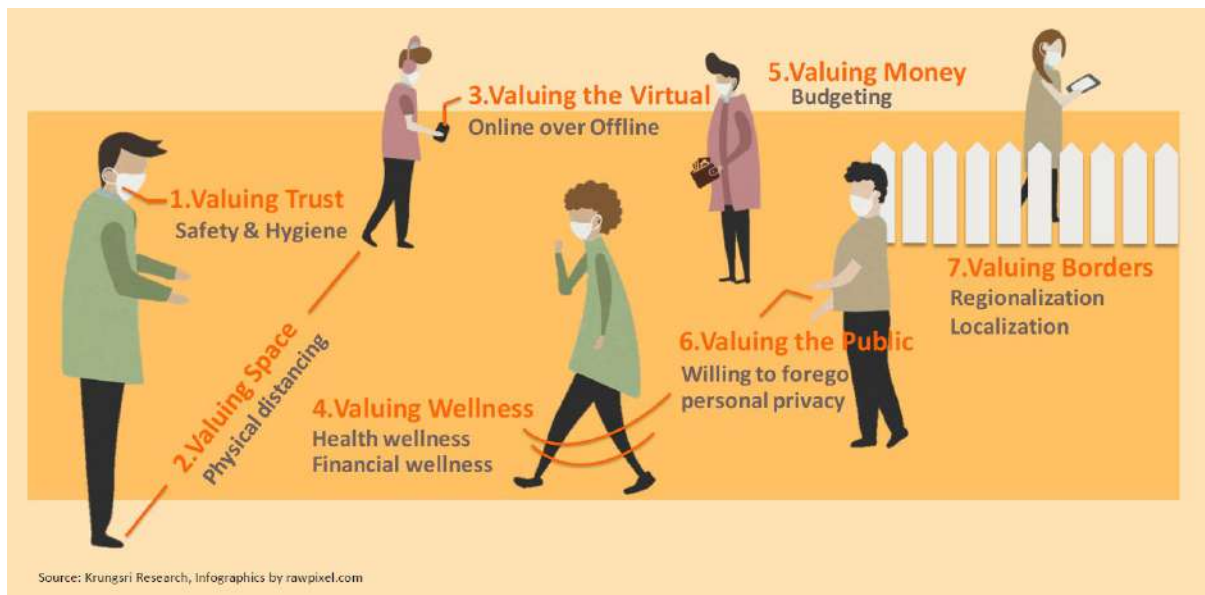 1.Valuing Trust
Safety & Hygiene
2.Valuing Space
Physical distancing
3.Valuing the Virtual
Online over Offline
4.Valuing Wellness
Health wellness
Financial wellness
5.Valuing Money
Budgeting
6.Valuing the Public
Willing to forego
personal privacy
7.Valuing Borders
Regionalization
Localization
Source: Krungsri Research, Infographics by rawpixel.com